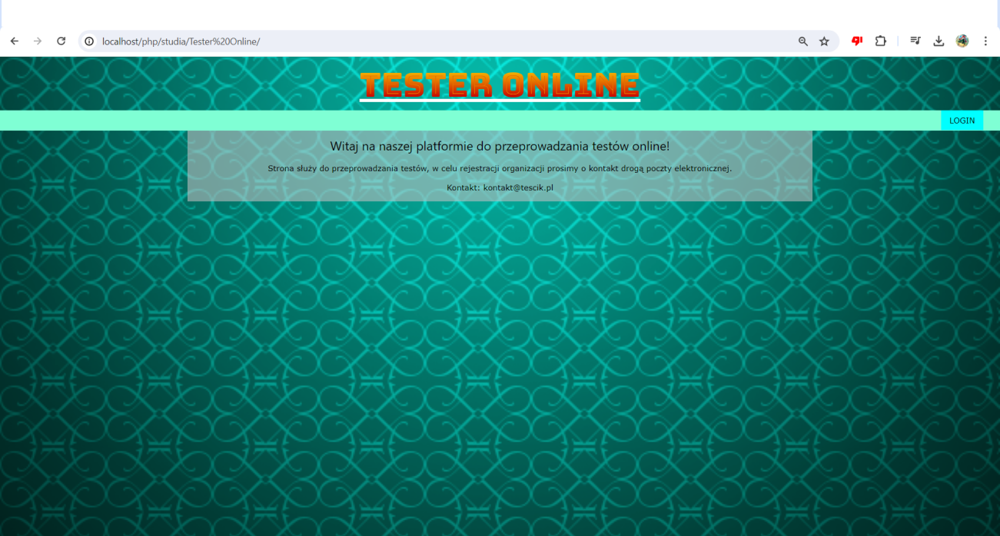 localhost/php/studia/Tester%20Online/
TESTER ONLINE
LOGIN
Witaj na naszej platformie do przeprowadzania testów online!
Strona służy do przeprowadzania testów, w celu rejestracji organizacji prosimy o kontakt drogą poczty elektronicznej.
Kontakt: kontakt@tescik.pl